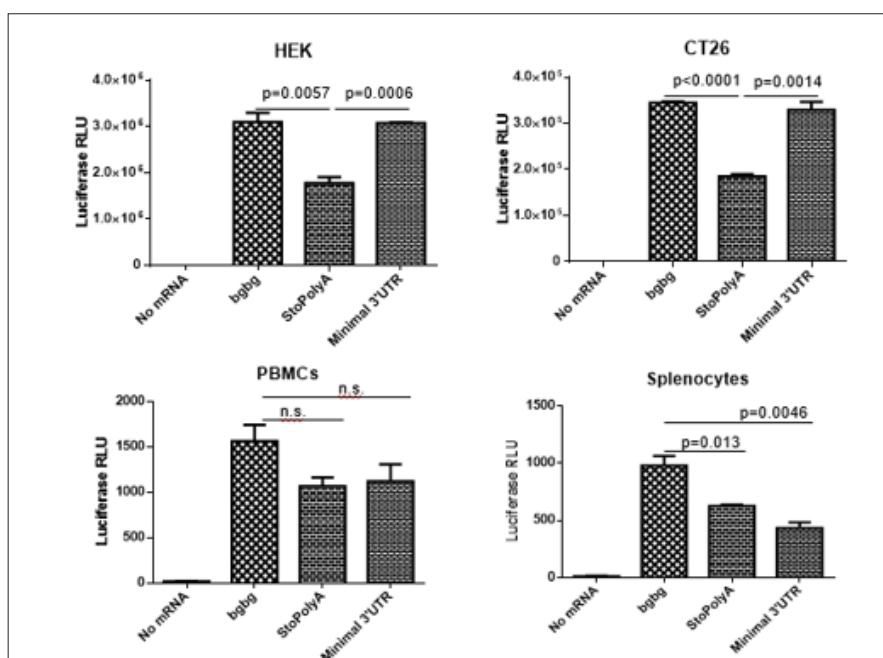 HEK
4.0×10⁶
3.0×10⁶
2.0×10⁶
1.0×10⁶
0
Luciferase RLU
p=0.0057 p=0.0006
No mRNA
bgbg
StoPolyA
Minimal 3'UTR
CT26
4.0×10⁵
3.0×10⁵
2.0×10⁵
1.0×10⁵
0
Luciferase RLU
p<0.0001 p=0.0014
No mRNA
bgbg
StoPolyA
Minimal 3'UTR
PBMCs
2000
1500
1000
500
0
Luciferase RLU
n.s.
n.s.
No mRNA
bgbg
StoPolyA
Minimal 3'UTR
Splenocytes
1500
1000
500
0
Luciferase RLU
p=0.0046
p=0.013
No mRNA
bgbg
StoPolyA
Minimal 3'UTR